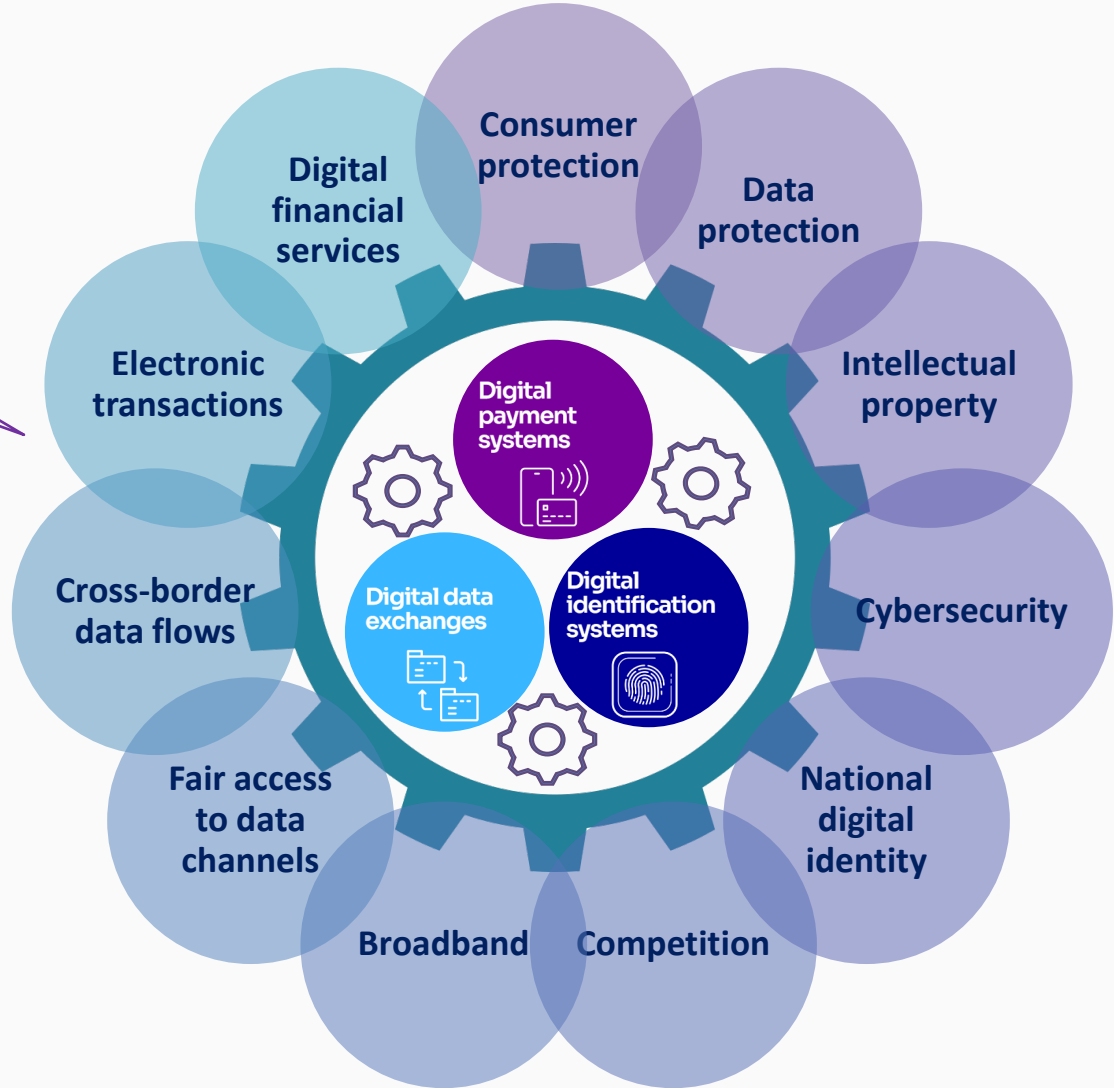 Consumer
protection
Data
protection
Intellectual
property
Cybersecurity
National
digital
identity
Competition
Broadband
Fair access
to data
channels
Cross-border
data flows
Electronic
transactions
Digital
financial
services
Digital
payment
systems
Digital data
exchanges
Digital
identification
systems